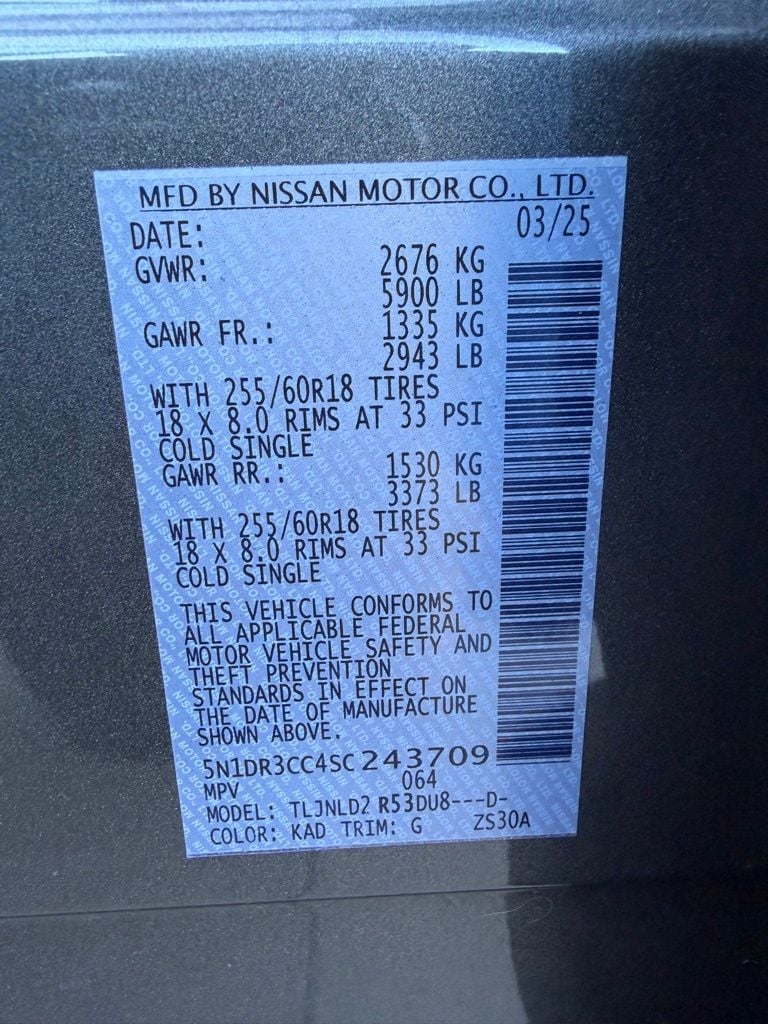 MFD BY NISSAN MOTOR CO., LTD.
DATE: 03/25
GVWR: 2676 KG
5900 LB
GAWR FR.: 1335 KG
2943 LB
WITH 255/60R18 TIRES
18 X 8.0 RIMS AT 33 PSI
COLD SINGLE
GAWR RR.: 1530 KG
3373 LB
WITH 255/60R18 TIRES
18 X 8.0 RIMS AT 33 PSI
COLD SINGLE
THIS VEHICLE CONFORMS TO
ALL APPLICABLE FEDERAL
MOTOR VEHICLE SAFETY AND
THEFT PREVENTION
STANDARDS IN EFFECT ON
THE DATE OF MANUFACTURE
SHOWN ABOVE.
5N1DR3CC4SC243709
MPV 064
MODEL: TLJNLD2 R53DU8---D-
COLOR: KAD TRIM: G ZS30A